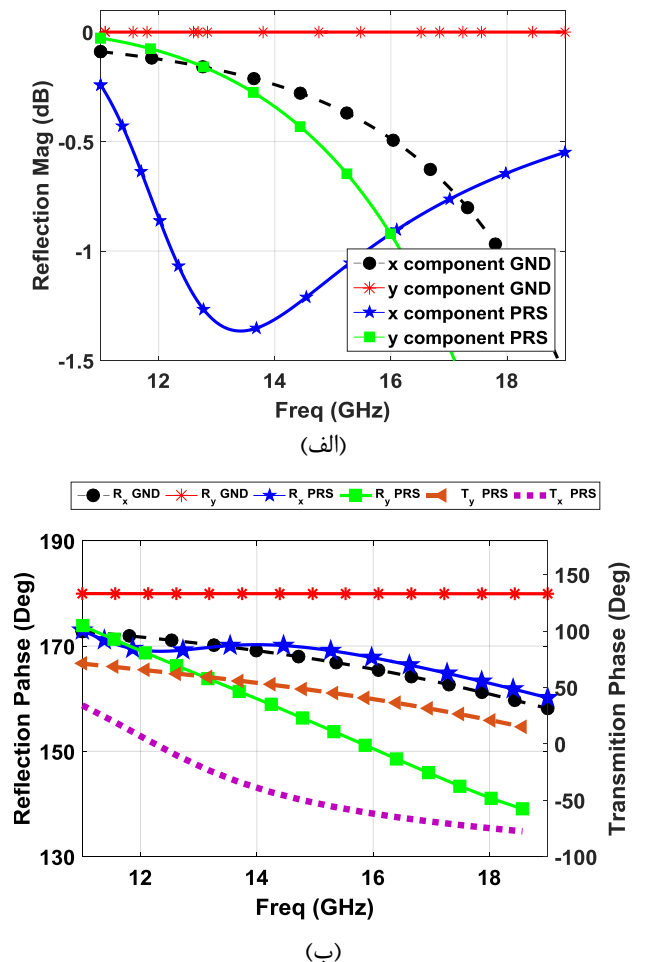 0
-0.5
-1
-1.5
Reflection Mag (dB)
x component GND
y component GND
x component PRS
y component PRS
12 14 16 18
Freq (GHz)
(الف)
Rx GND Ry GND Rx PRS Ry PRS Ty PRS Tx PRS
190
170
150
130
Reflection Pahse (Deg)
150
100
50
0
-50
-100
Transmition Phase (Deg)
12 14 16 18
Freq (GHz)
(ب)